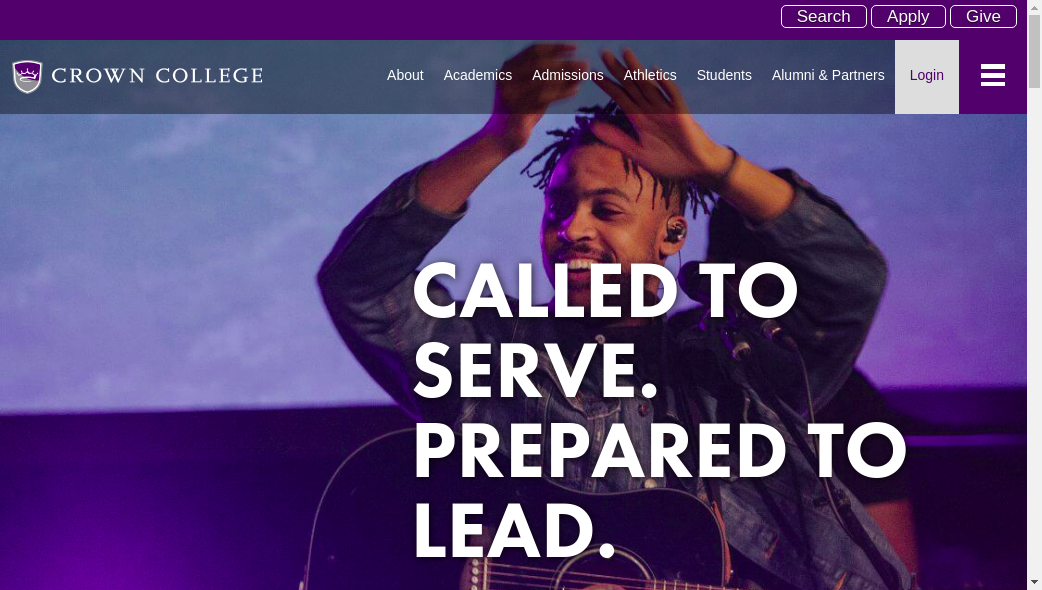 Search Apply Give
CROWN COLLEGE
About Academics Admissions Athletics Students Alumni & Partners Login
CALLED TO
SERVE.
PREPARED TO
LEAD.